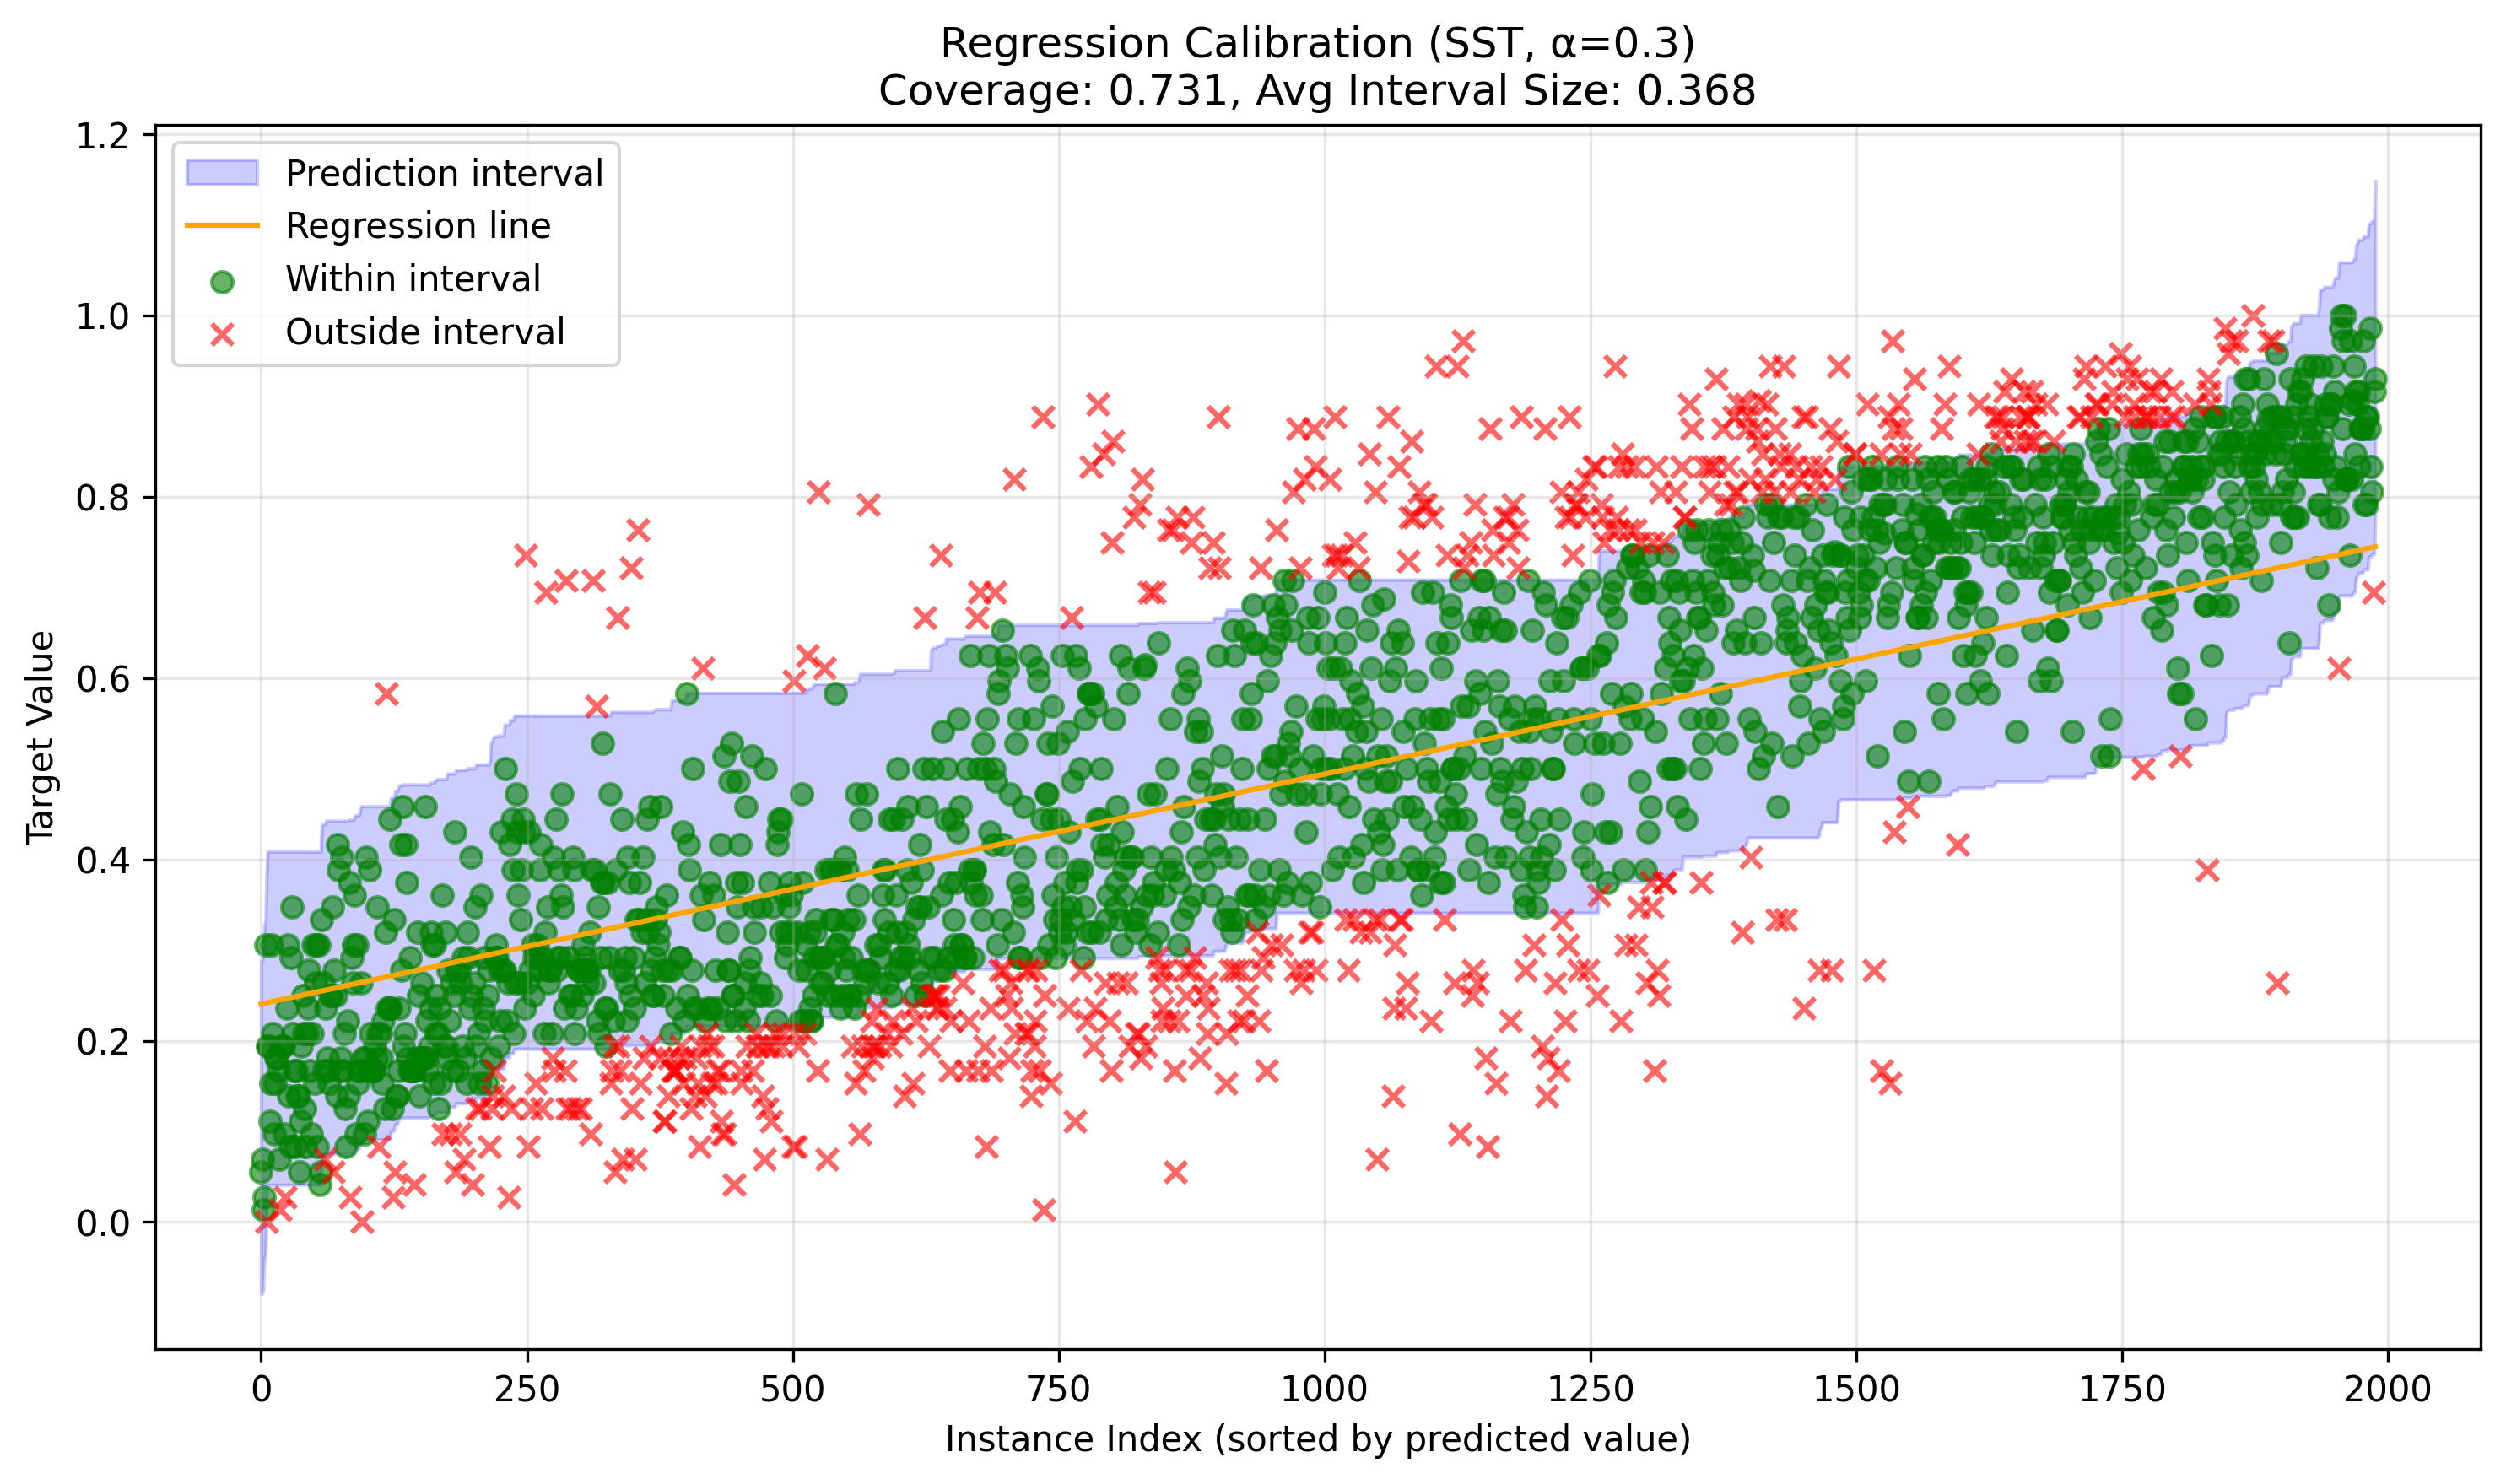 Regression Calibration (SST, α=0.3)
Coverage: 0.731, Avg Interval Size: 0.368
Prediction interval
Regression line
Within interval
Outside interval
Target Value
1.2
1.0
0.8
0.6
0.4
0.2
0.0
0 250 500 750 1000 1250 1500 1750 2000
Instance Index (sorted by predicted value)